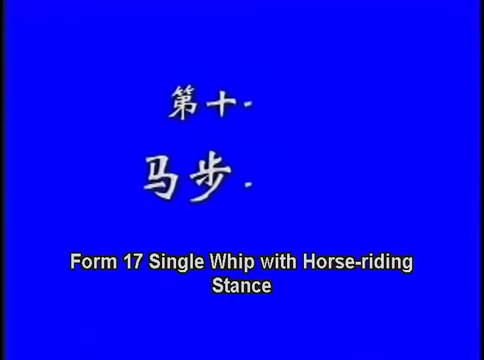 第十
马步
Form 17 Single Whip with Horse-riding
Stance